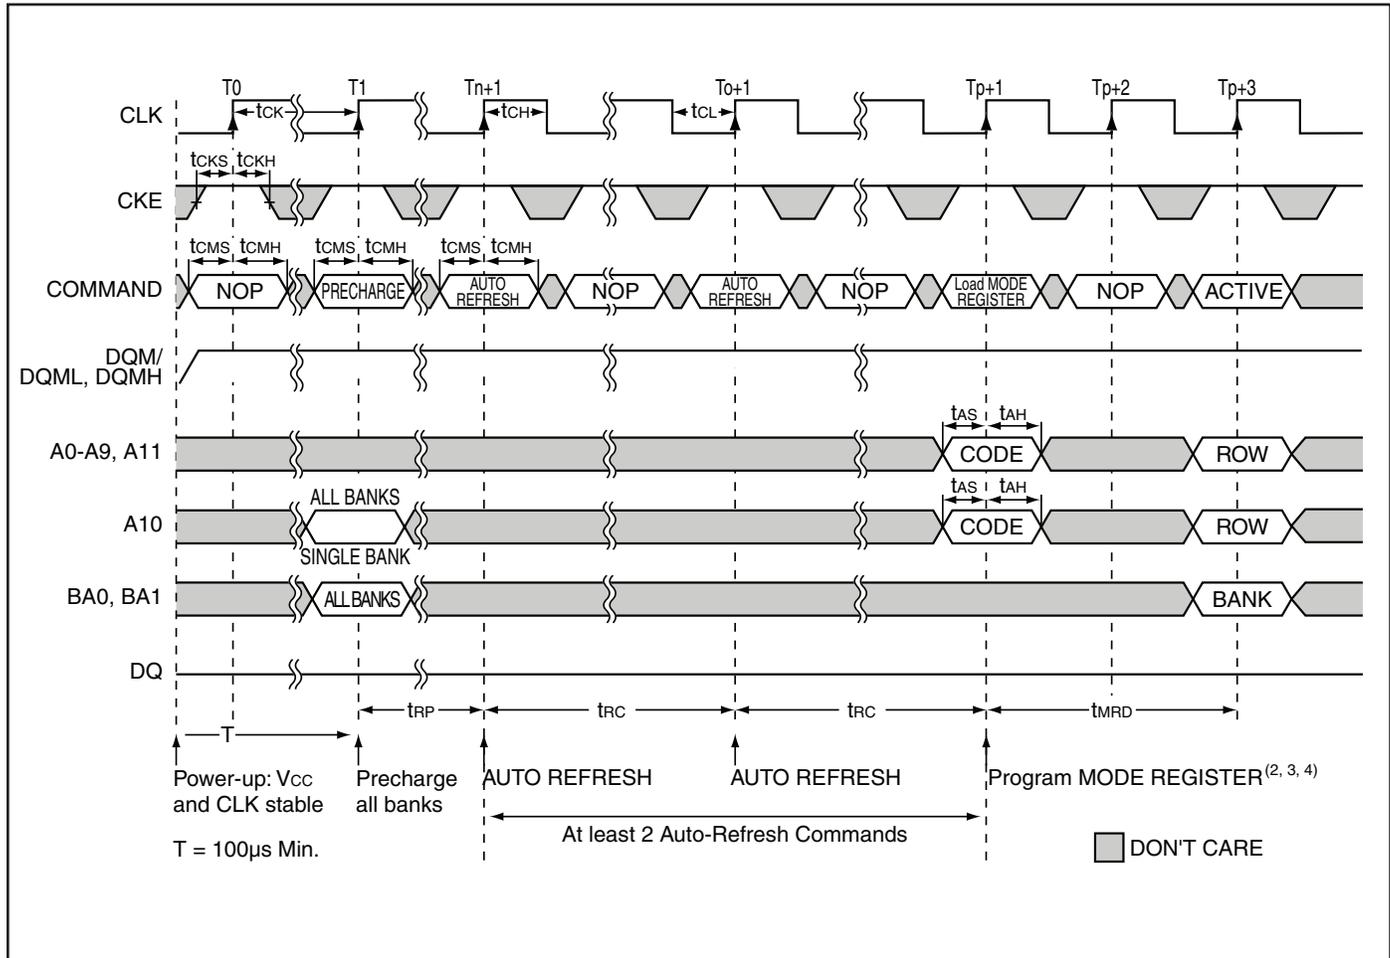 T0 T1 Tn+1 To+1 Tp+1 Tp+2 Tp+3
CLK tCK tCH tCL
tCKS tCKH
CKE
tCMS tCMH tCMS tCMH tCMS tCMH
COMMAND NOP PRECHARGE AUTO REFRESH NOP AUTO REFRESH NOP Load MODE REGISTER NOP ACTIVE
DQM/
DQML, DQMH
tAS tAH
A0-A9, A11 CODE ROW
ALL BANKS tAS tAH
A10 CODE ROW
SINGLE BANK
BA0, BA1 ALL BANKS BANK
DQ
tRP tRC tRC tMRD
T
Power-up: VCC
and CLK stable
Precharge
all banks
AUTO REFRESH
AUTO REFRESH
Program MODE REGISTER(2, 3, 4)
At least 2 Auto-Refresh Commands
T = 100µs Min.
DON'T CARE